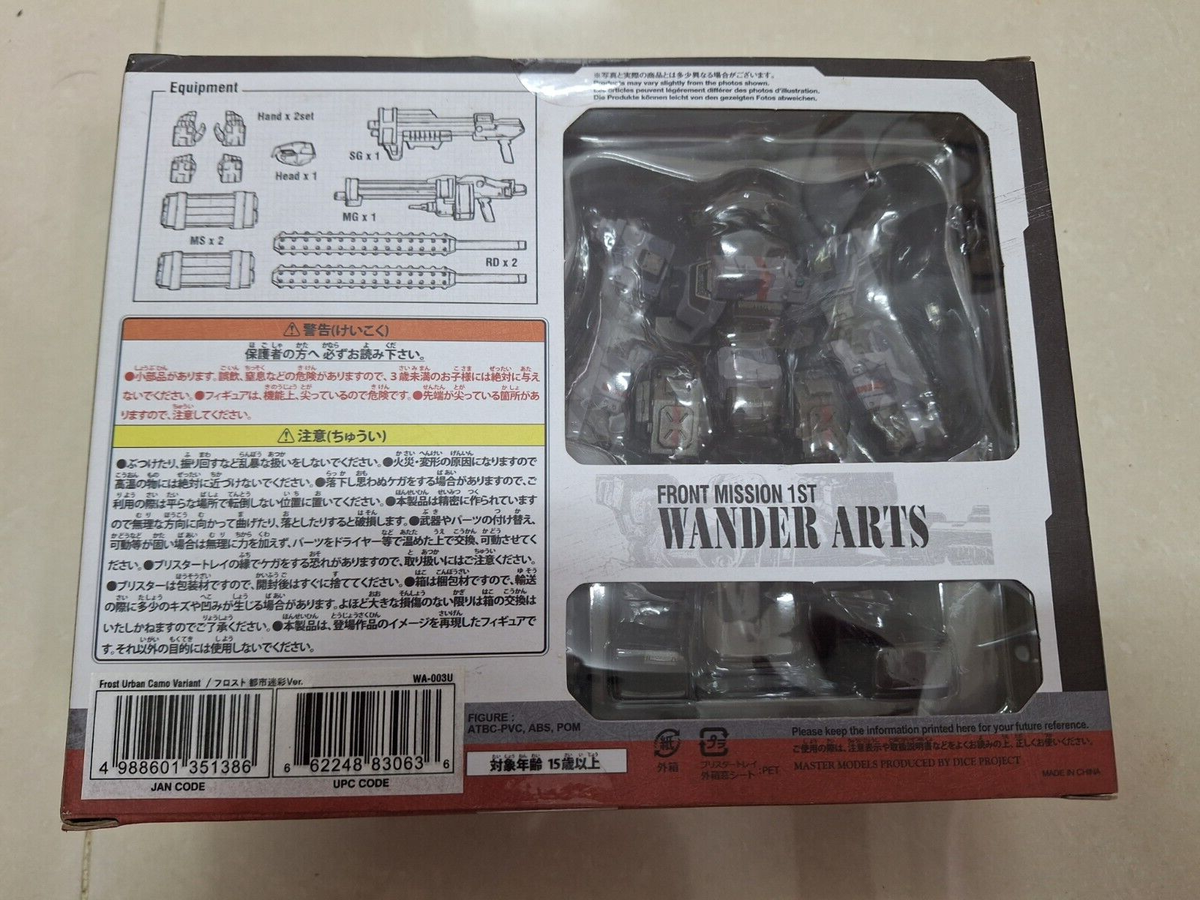 Equipment
Hand x 2set
Head x 1
SG x 1
MG x 1
MS x 2
RD x 2
※写真と実際の商品とは多少異なる場合がございます。
Products may vary slightly from the photos shown.
Les articles peuvent légèrement différer des photos d'illustration.
Die Produkte können leicht von den gezeigten Fotos abweichen.
⚠警告(けいこく)
保護者の方へ 必ずお読み下さい。
●小部品があります。誤飲、窒息などの危険がありますので、3歳未満のお子様には絶対に与え
ないでください。●フィギュアは、機能上、尖っているので危険です。●先端が尖っている箇所があ
りますので、注意してください。
⚠注意(ちゅうい)
●ぶつけたり、振り回すなど乱暴な扱いをしないでください。●火災・変形の原因になりますので
高温の物には絶対に近づけないでください。●落下し思わぬケガをする場合があります。ご
利用の際は平らな場所で転倒しない位置に置いてください。●本製品は精密に作られています
ので無理な方向に向かって曲げたり、落としたりすると破損します。●武器やパーツの付け替え、
可動等が固い場合は無理に力を加えず、パーツをドライヤー等で温めた上で交換、可動させてく
ださい。●ブリスタートレイの縁でケガをする恐れがありますので、取り扱いにはご注意ください。
●ブリスターは包装材ですので、開封後はすぐに捨ててください。●箱は梱包材ですので、輸送
の際に多少のキズや凹みが生じる場合があります。よほど大きな損傷のない限りは箱の交換は
いたしかねますのでご了承ください。●本製品は、登場作品のイメージを再現したフィギュアで
す。それ以外の目的には使用しないでください。
FRONT MISSION 1ST
WANDER ARTS
Frost Urban Camo Variant / フロスト 都市迷彩Ver.
WA-003U
4 988601 351386
JAN CODE
6 62248 83063 6
UPC CODE
FIGURE :
ATBC-PVC, ABS, POM
対象年齢 15歳以上
紙
外箱
プラ
ブリスタートレイ
外箱窓シート:PET
Please keep the information printed here for your future reference.
ご使用の際は、注意表示や取扱説明書などをよくお読みの上、正しくお使いください。
MASTER MODELS PRODUCED BY DICE PROJECT
MADE IN CHINA